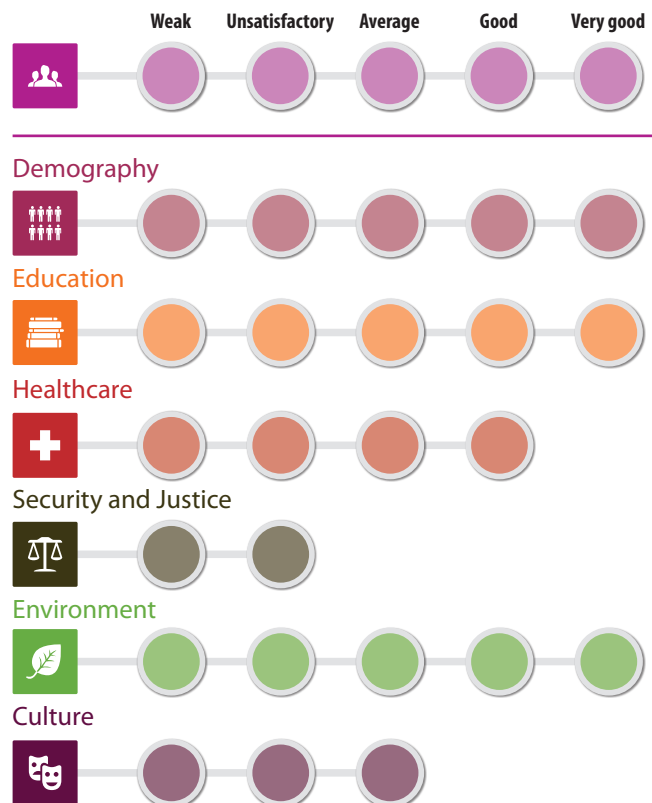 Weak Unsatisfactory Average Good Very good
Demography
Education
Healthcare
Security and Justice
Environment
Culture